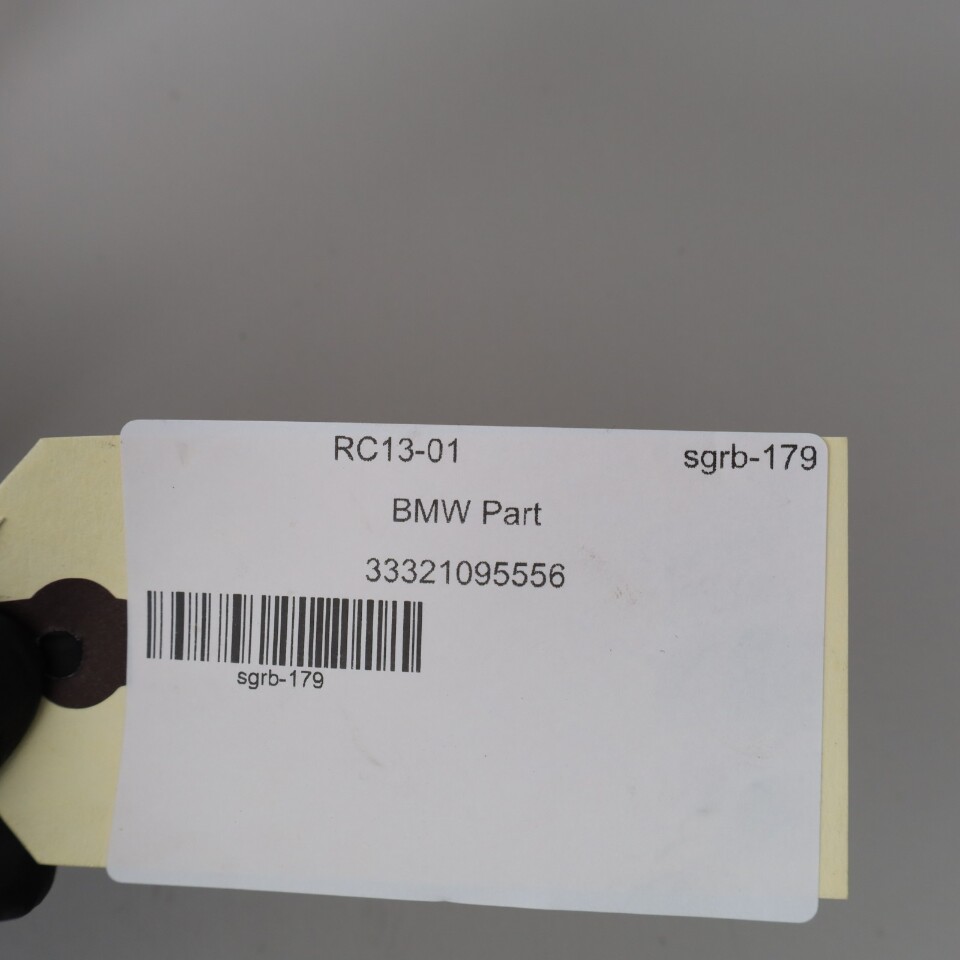 RC13-01 sgrb-179
BMW Part
33321095556
sgrb-179